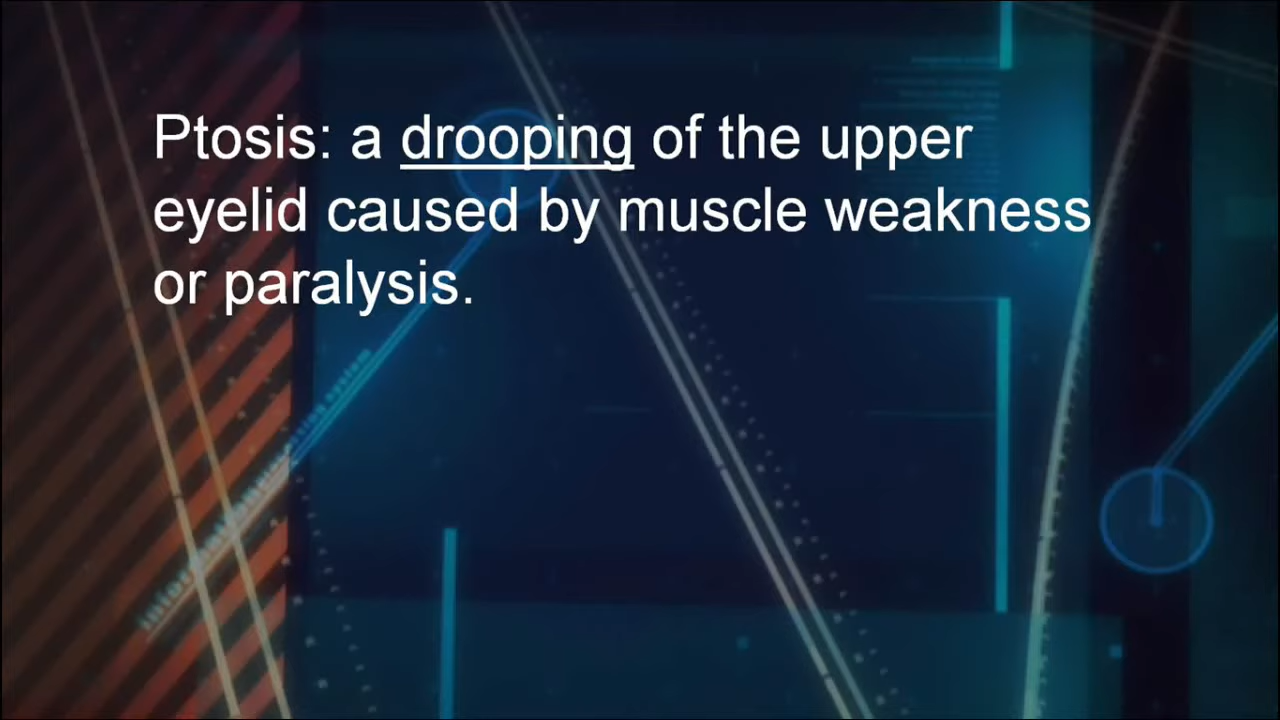 Ptosis: a drooping of the upper
eyelid caused by muscle weakness
or paralysis.